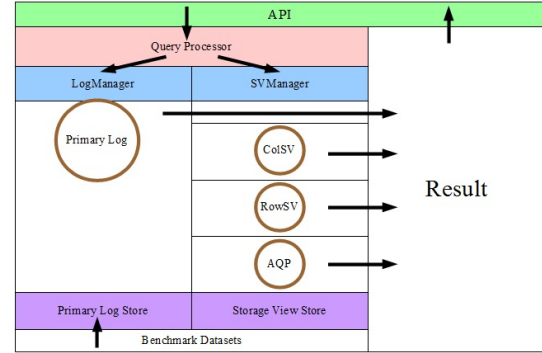 API
Query Processor
LogManager
SVManager
Primary Log
ColSV
RowSV
Result
AQP
Primary Log Store
Storage View Store
Benchmark Datasets